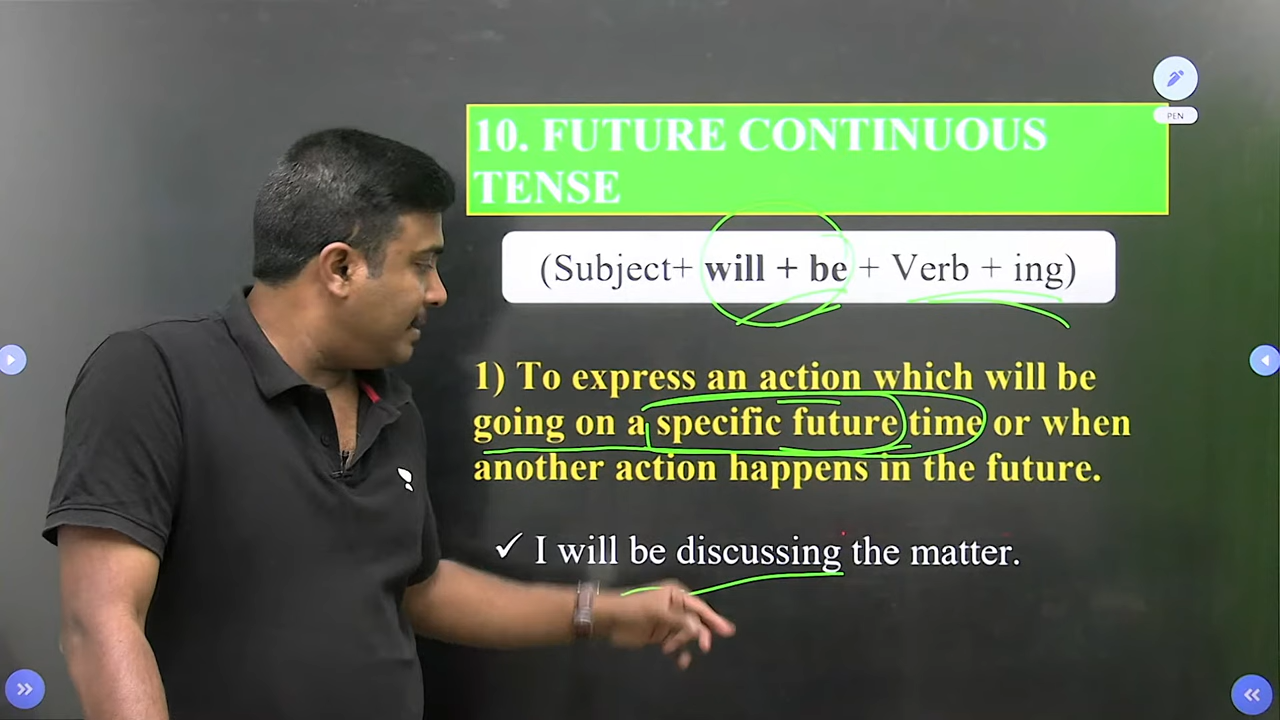 PEN
10. FUTURE CONTINUOUS
TENSE
(Subject+ will + be + Verb + ing)
1) To express an action which will be
going on a specific future time or when
another action happens in the future.
✓ I will be discussing the matter.